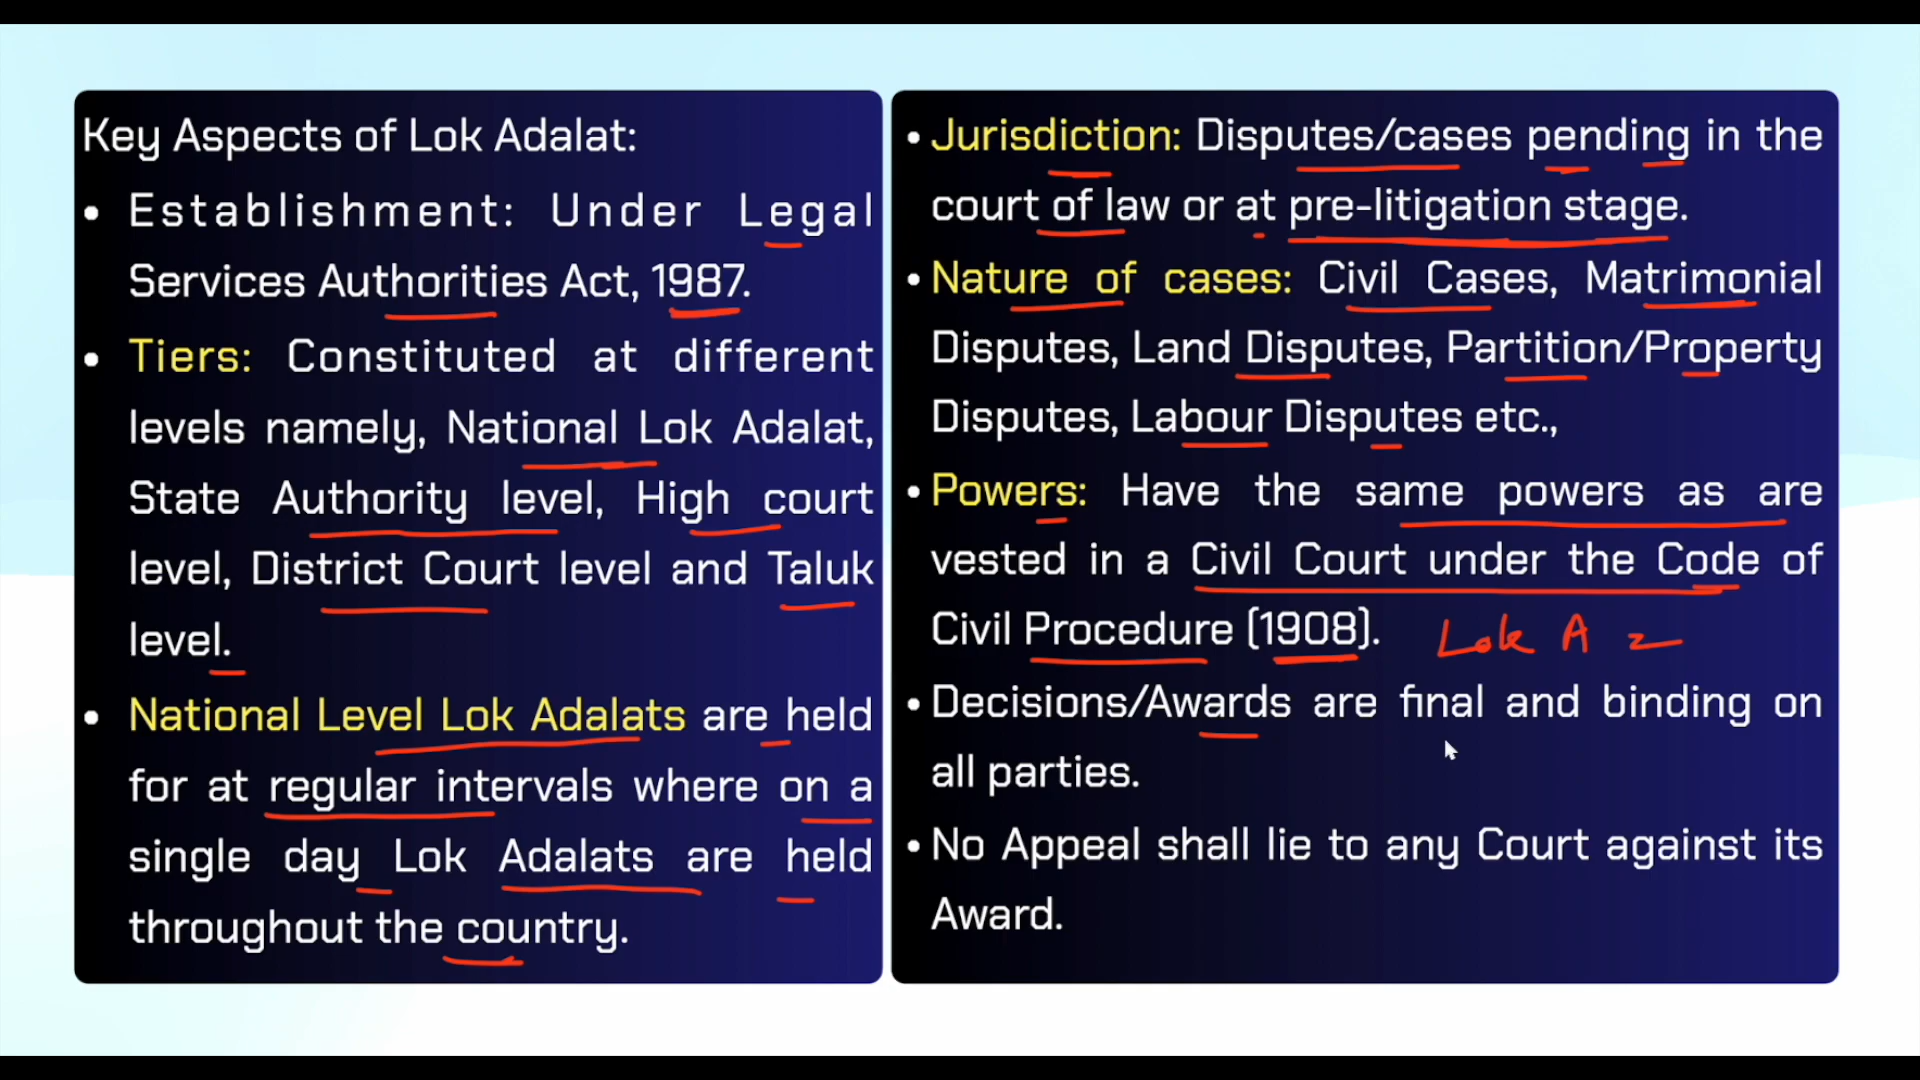 Key Aspects of Lok Adalat:
• Establishment: Under Legal
Services Authorities Act, 1987.
• Tiers: Constituted at different
levels namely, National Lok Adalat,
State Authority level, High court
level, District Court level and Taluk
level.
• National Level Lok Adalats are held
for at regular intervals where on a
single day Lok Adalats are held
throughout the country.
• Jurisdiction: Disputes/cases pending in the
court of law or at pre-litigation stage.
• Nature of cases: Civil Cases, Matrimonial
Disputes, Land Disputes, Partition/Property
Disputes, Labour Disputes etc.,
• Powers: Have the same powers as are
vested in a Civil Court under the Code of
Civil Procedure (1908).
Lok A
• Decisions/Awards are final and binding on
all parties.
• No Appeal shall lie to any Court against its
Award.